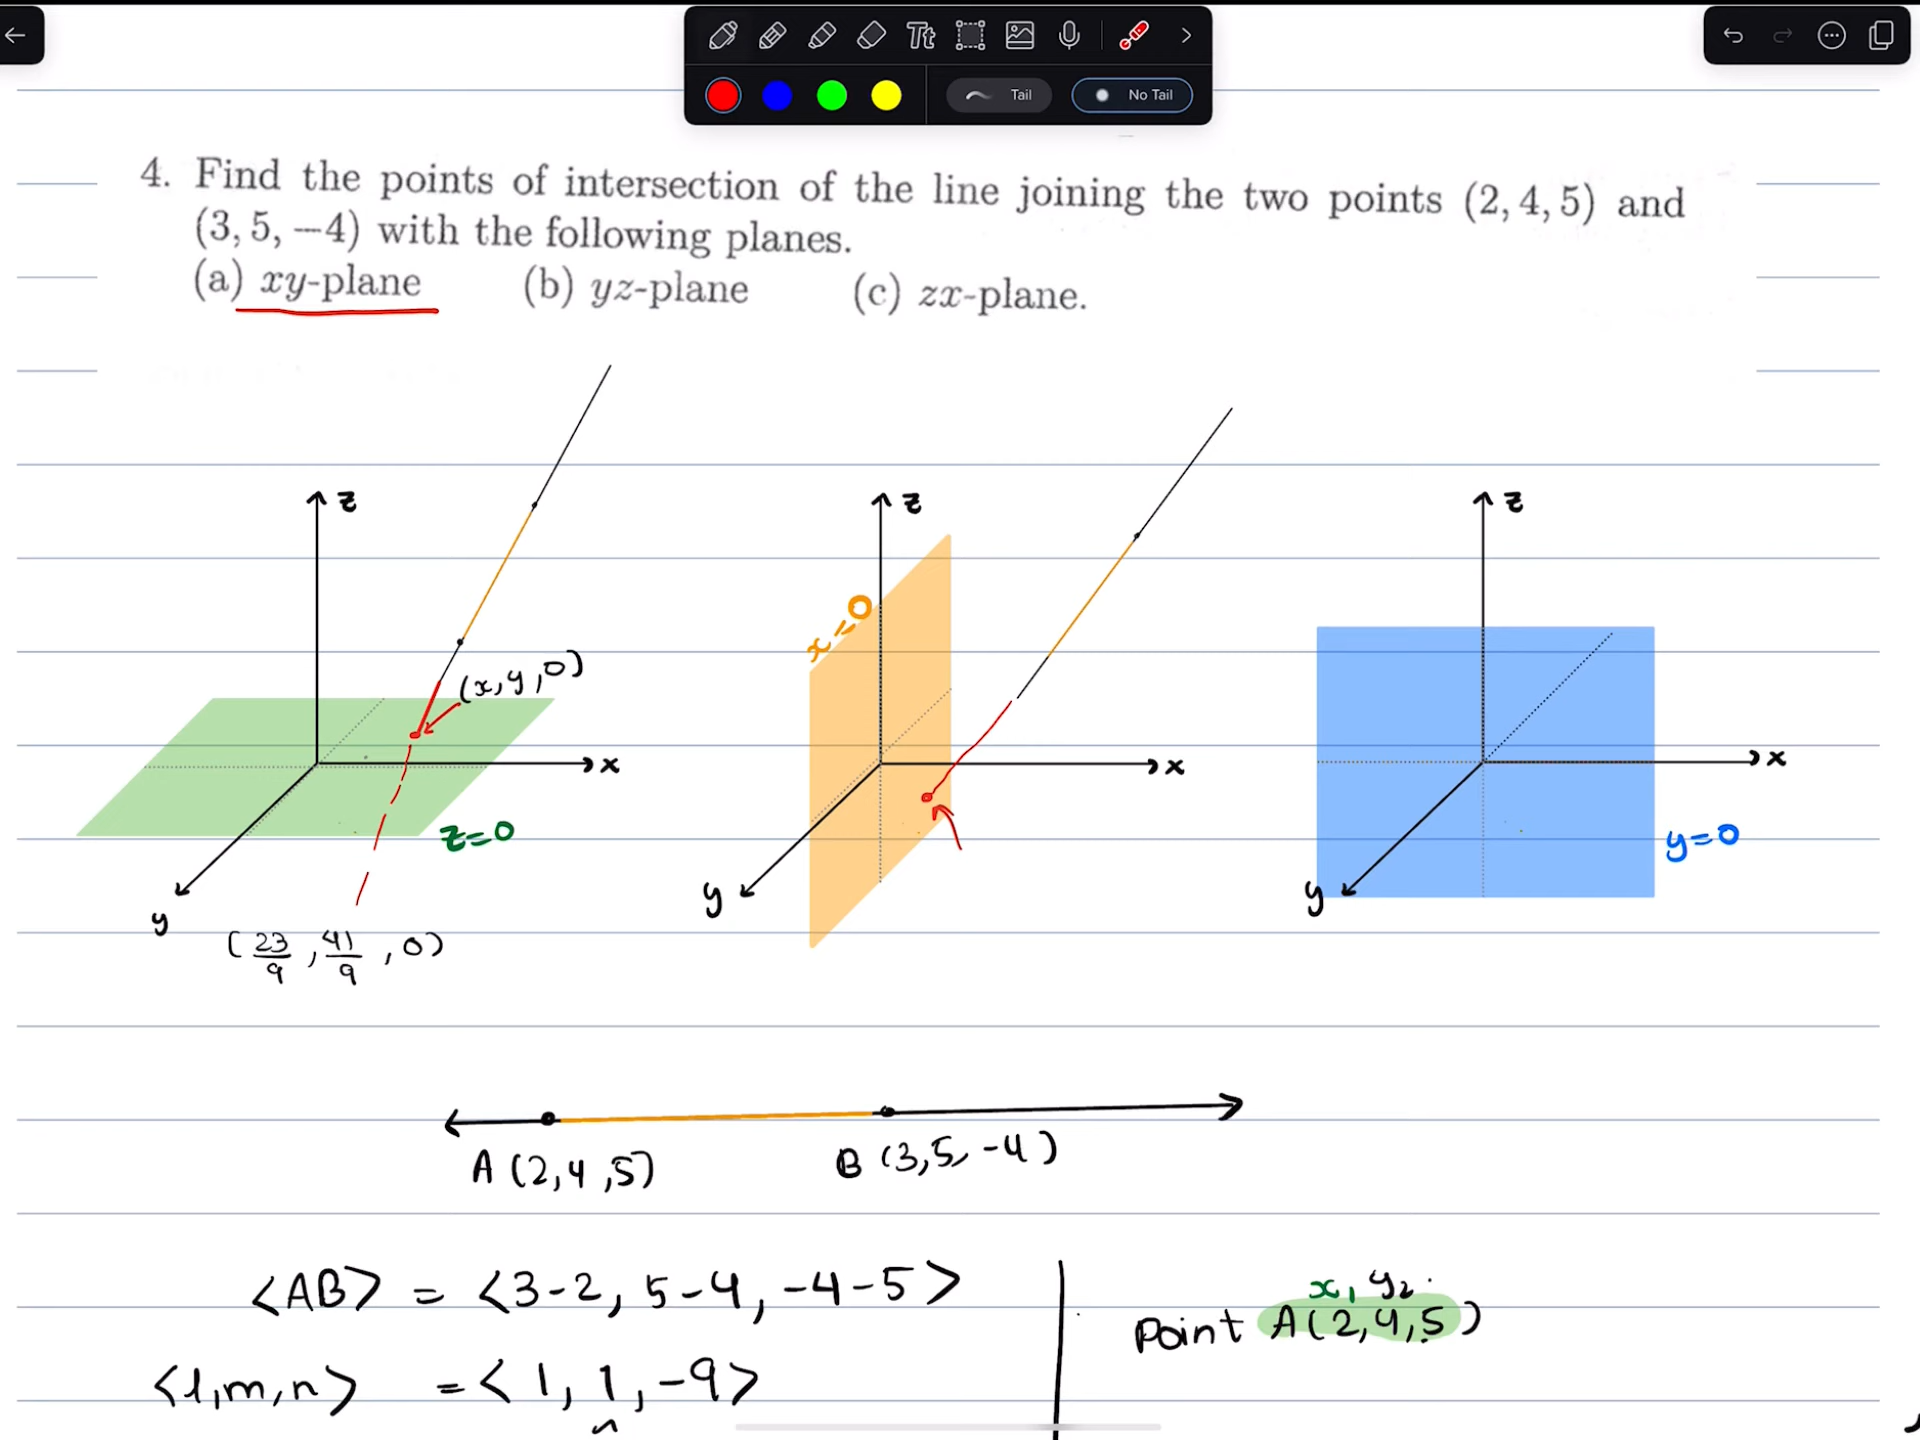 Tt
Tail
No Tail
4. Find the points of intersection of the line joining the two points (2, 4, 5) and
(3, 5, −4) with the following planes.
(a) xy-plane (b) yz-plane (c) zx-plane.
z
z
z
x=0
(x,y,0)
x
x
x
z=0
y=0
y
y
y
(23/9, 41/9, 0)
A (2,4,5)
B (3,5,-4)
<AB> = <3-2, 5-4, -4-5>
x₁ y₂
Point A(2,4,5)
<l,m,n> = <1, 1, -9>